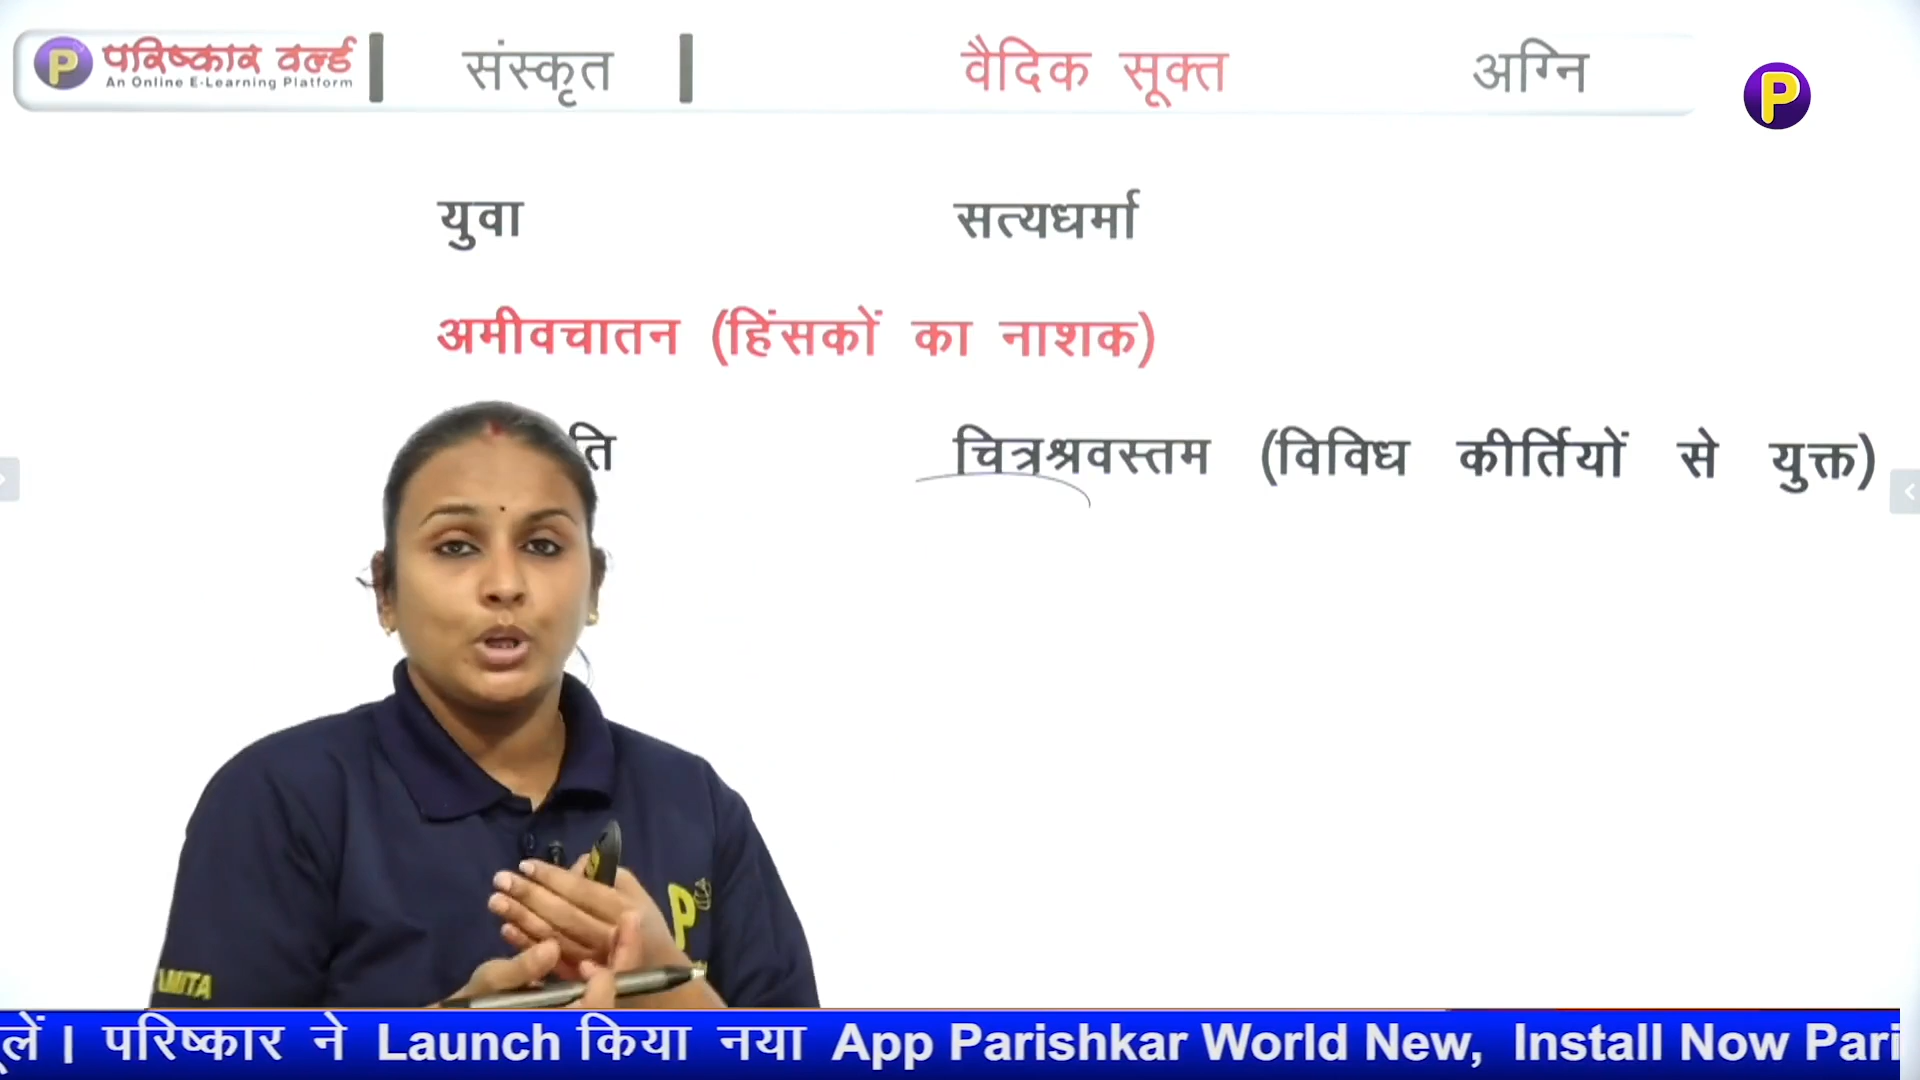 परिष्कार वर्ल्ड | संस्कृत | वैदिक सूक्त अग्नि
An Online E-Learning Platform
युवा सत्यधर्मा
अमीवचातन (हिंसकों का नाशक)
चित्रश्रवस्तम (विविध कीर्तियों से युक्त)
। परिष्कार ने Launch किया नया App Parishkar World New, Install Now Pari